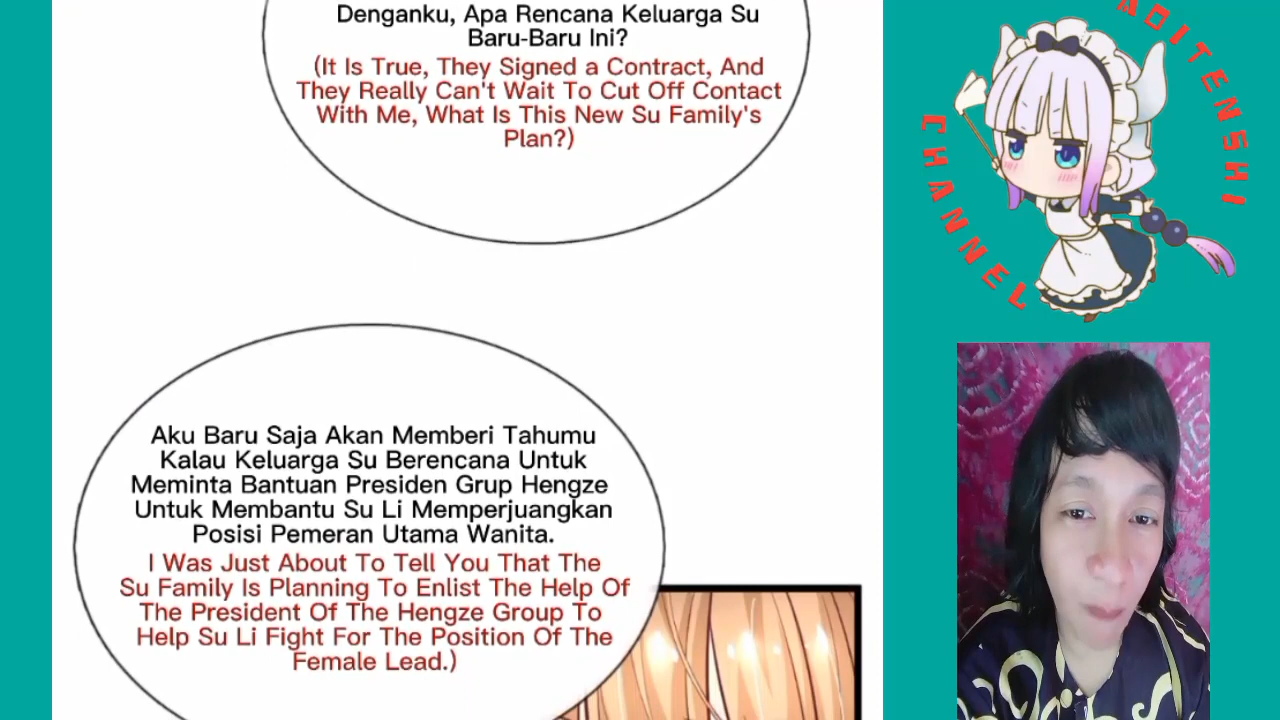 Denganku, Apa Rencana Keluarga Su
Baru-Baru Ini?
(It Is True, They Signed a Contract, And
They Really Can't Wait To Cut Off Contact
With Me, What Is This New Su Family's
Plan?)
Aku Baru Saja Akan Memberi Tahumu
Kalau Keluarga Su Berencana Untuk
Meminta Bantuan Presiden Grup Hengze
Untuk Membantu Su Li Memperjuangkan
Posisi Pemeran Utama Wanita.
I Was Just About To Tell You That The
Su Family Is Planning To Enlist The Help Of
The President Of The Hengze Group To
Help Su Li Fight For The Position Of The
Female Lead.)
ADITENSHI
CHANNEL